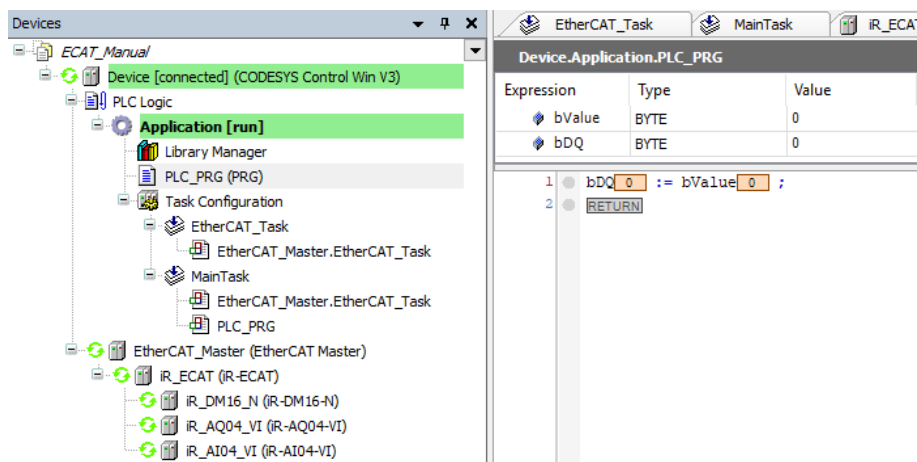 Devices
ECAT_Manual
Device [connected] (CODESYS Control Win V3)
PLC Logic
Application [run]
Library Manager
PLC_PRG (PRG)
Task Configuration
EtherCAT_Task
EtherCAT_Master.EtherCAT_Task
MainTask
EtherCAT_Master.EtherCAT_Task
PLC_PRG
EtherCAT_Master (EtherCAT Master)
iR_ECAT (iR-ECAT)
iR_DM16_N (iR-DM16-N)
iR_AQ04_VI (iR-AQ04-VI)
iR_AI04_VI (iR-AI04-VI)
EtherCAT_Task MainTask iR_ECA
Device.Application.PLC_PRG
Expression Type Value
bValue BYTE 0
bDQ BYTE 0
1 bDQ 0 := bValue 0 ;
2 RETURN